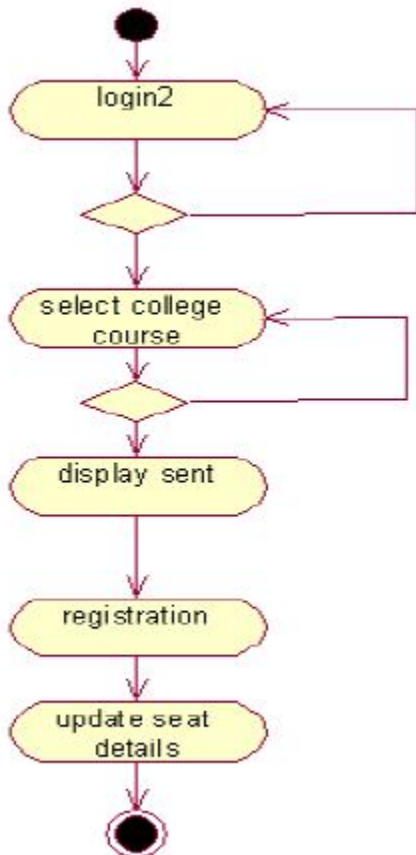 login2
select college
course
display sent
registration
update seat
details